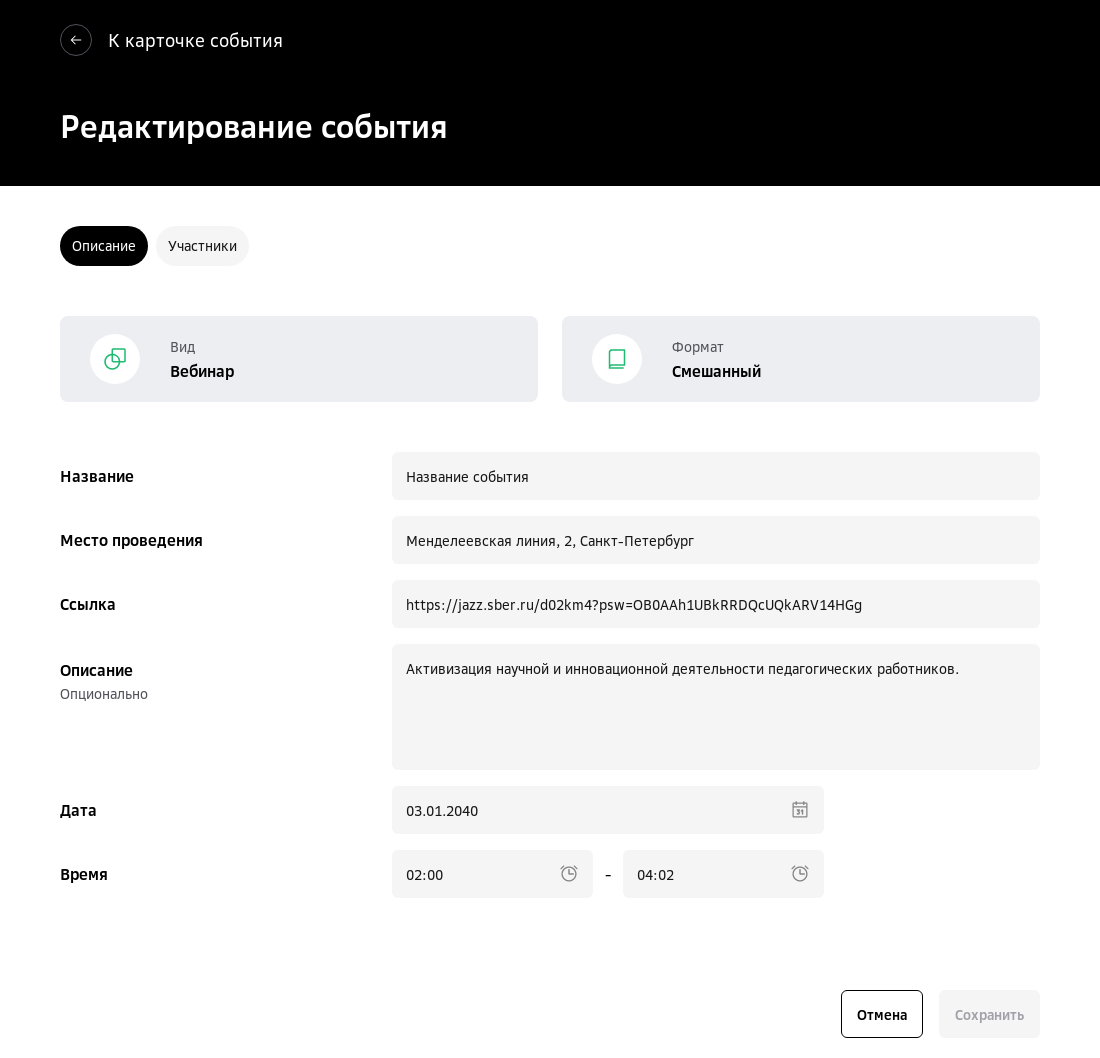 К карточке события
Редактирование события
Описание
Участники
Вид
Вебинар
Формат
Смешанный
Название
Название события
Место проведения
Менделеевская линия, 2, Санкт-Петербург
Ссылка
https://jazz.sber.ru/d02km4?psw=OB0AAh1UBkRRDQcUQkARV14HGg
Описание
Опционально
Активизация научной и инновационной деятельности педагогических работников.
Дата
03.01.2040
31
Время
02:00
-
04:02
Отмена
Сохранить